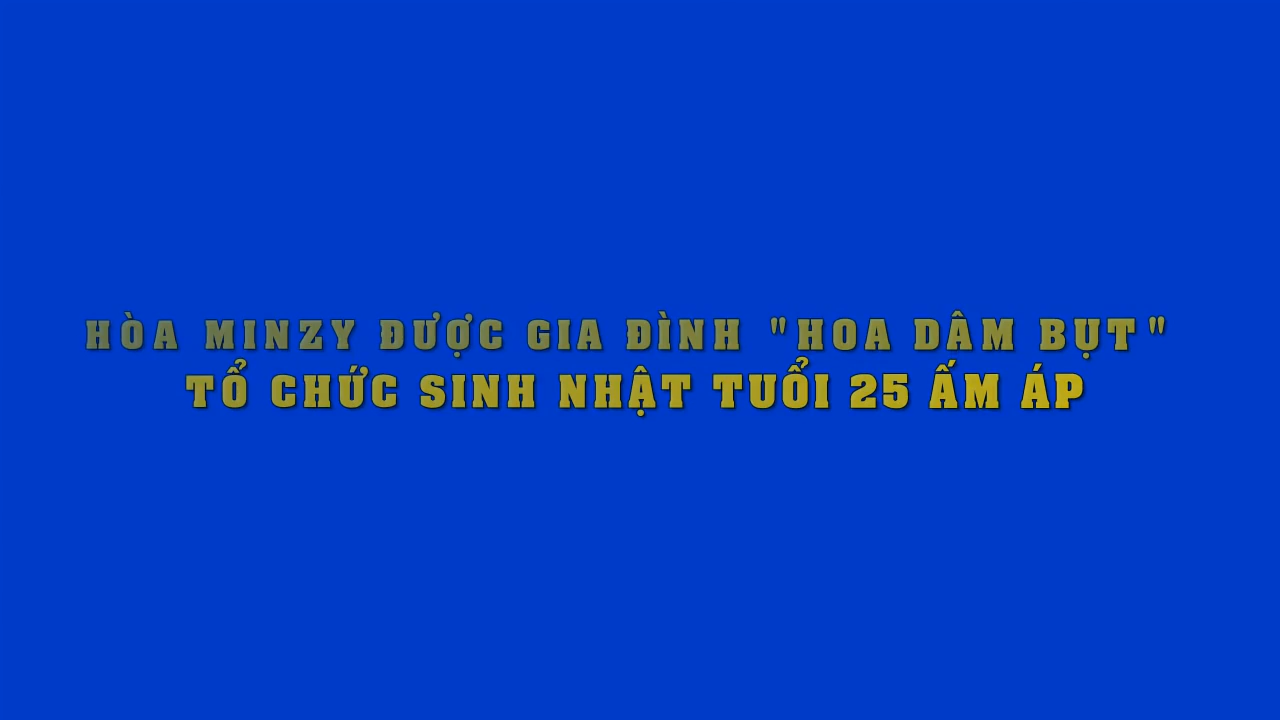 HÒA MINZY ĐƯỢC GIA ĐÌNH "HOA DÂM BỤT"
TỔ CHỨC SINH NHẬT TUỔI 25 ẤM ÁP